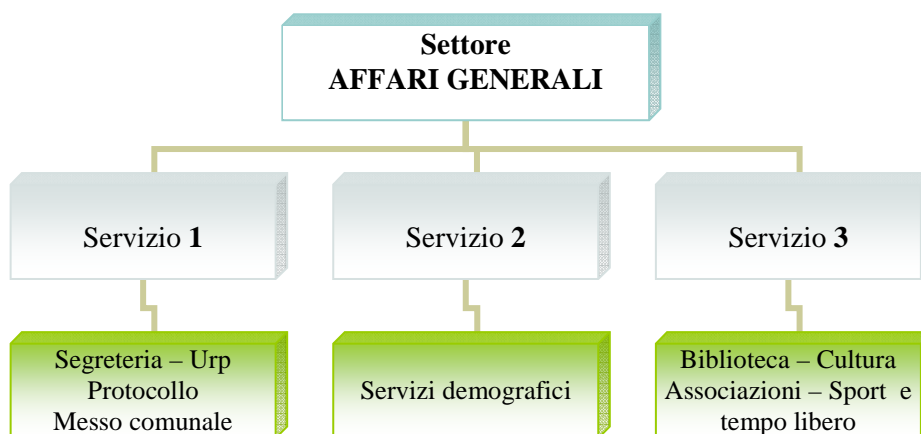 Settore
AFFARI GENERALI
Servizio 1
Servizio 2
Servizio 3
Segreteria – Urp
Protocollo
Messo comunale
Servizi demografici
Biblioteca – Cultura
Associazioni – Sport e
tempo libero